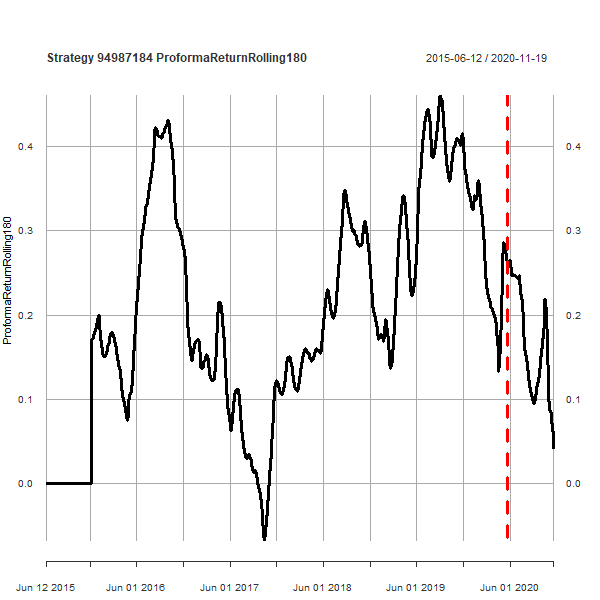 Strategy 94987184 ProformaReturnRolling180
2015-06-12 / 2020-11-19
ProformaReturnRolling180
0.4 0.4
0.3 0.3
0.2 0.2
0.1 0.1
0.0 0.0
Jun 12 2015 Jun 01 2016 Jun 01 2017 Jun 01 2018 Jun 01 2019 Jun 01 2020